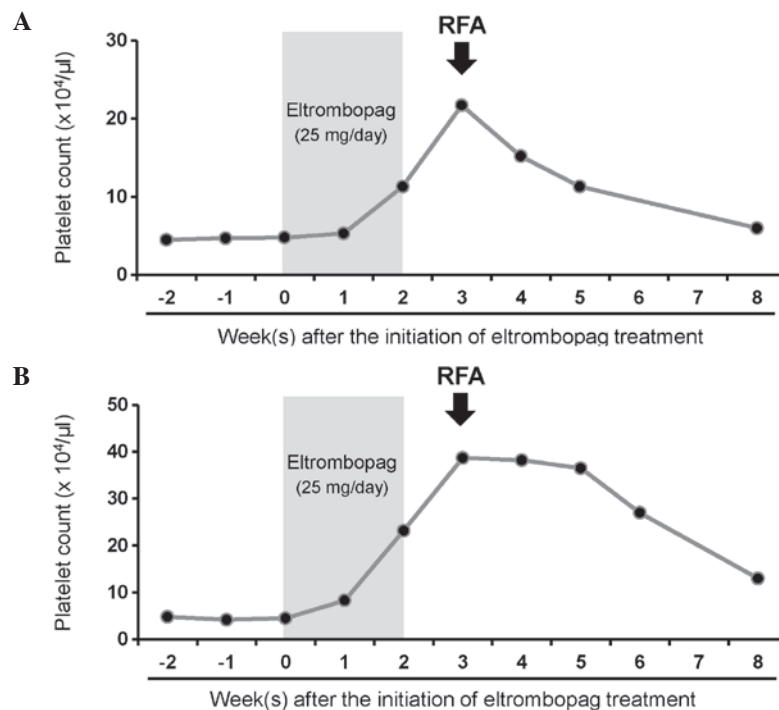 A
RFA
30
20
10
0
Platelet count (x10⁴/μl)
Eltrombopag
(25 mg/day)
-2 -1 0 1 2 3 4 5 6 7 8
Week(s) after the initiation of eltrombopag treatment
B
RFA
50
40
30
20
10
0
Platelet count (x 10⁴/μl)
Eltrombopag
(25 mg/day)
-2 -1 0 1 2 3 4 5 6 7 8
Week(s) after the initiation of eltrombopag treatment